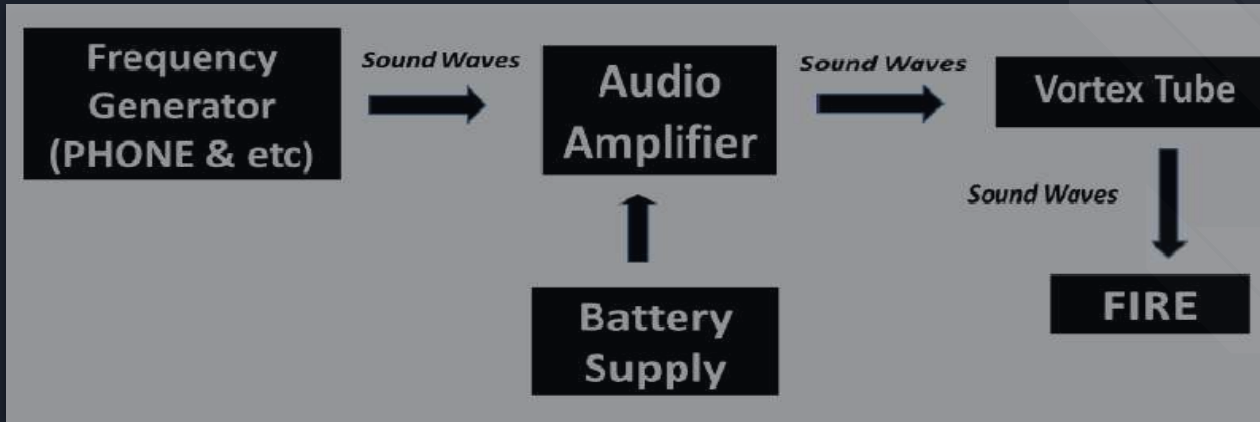 Frequency
Generator
(PHONE & etc)
Sound Waves
Audio
Amplifier
Sound Waves
Vortex Tube
Sound Waves
FIRE
Battery
Supply